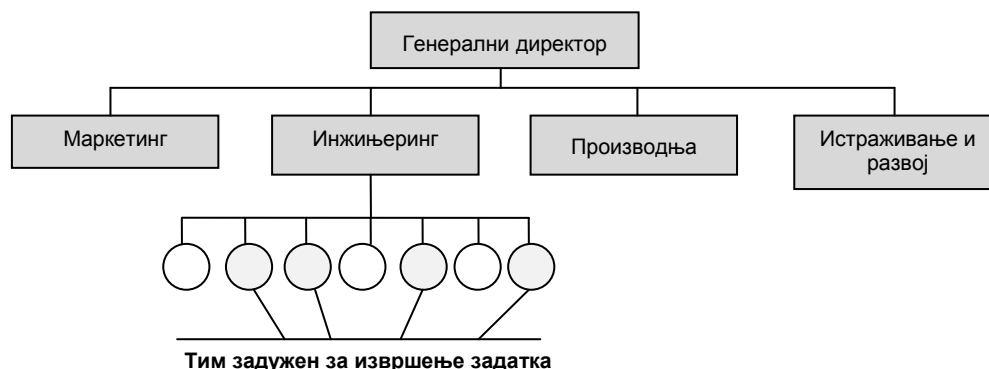 Генерални директор
Маркетинг
Инжињеринг
Производња
Истраживање и
развој
Тим задужен за извршење задатка